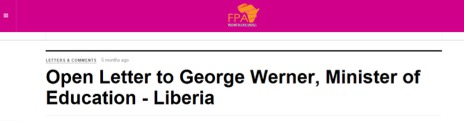 FPA
LETTERS & COMMENTS 5 months ago
Open Letter to George Werner, Minister of
Education - Liberia